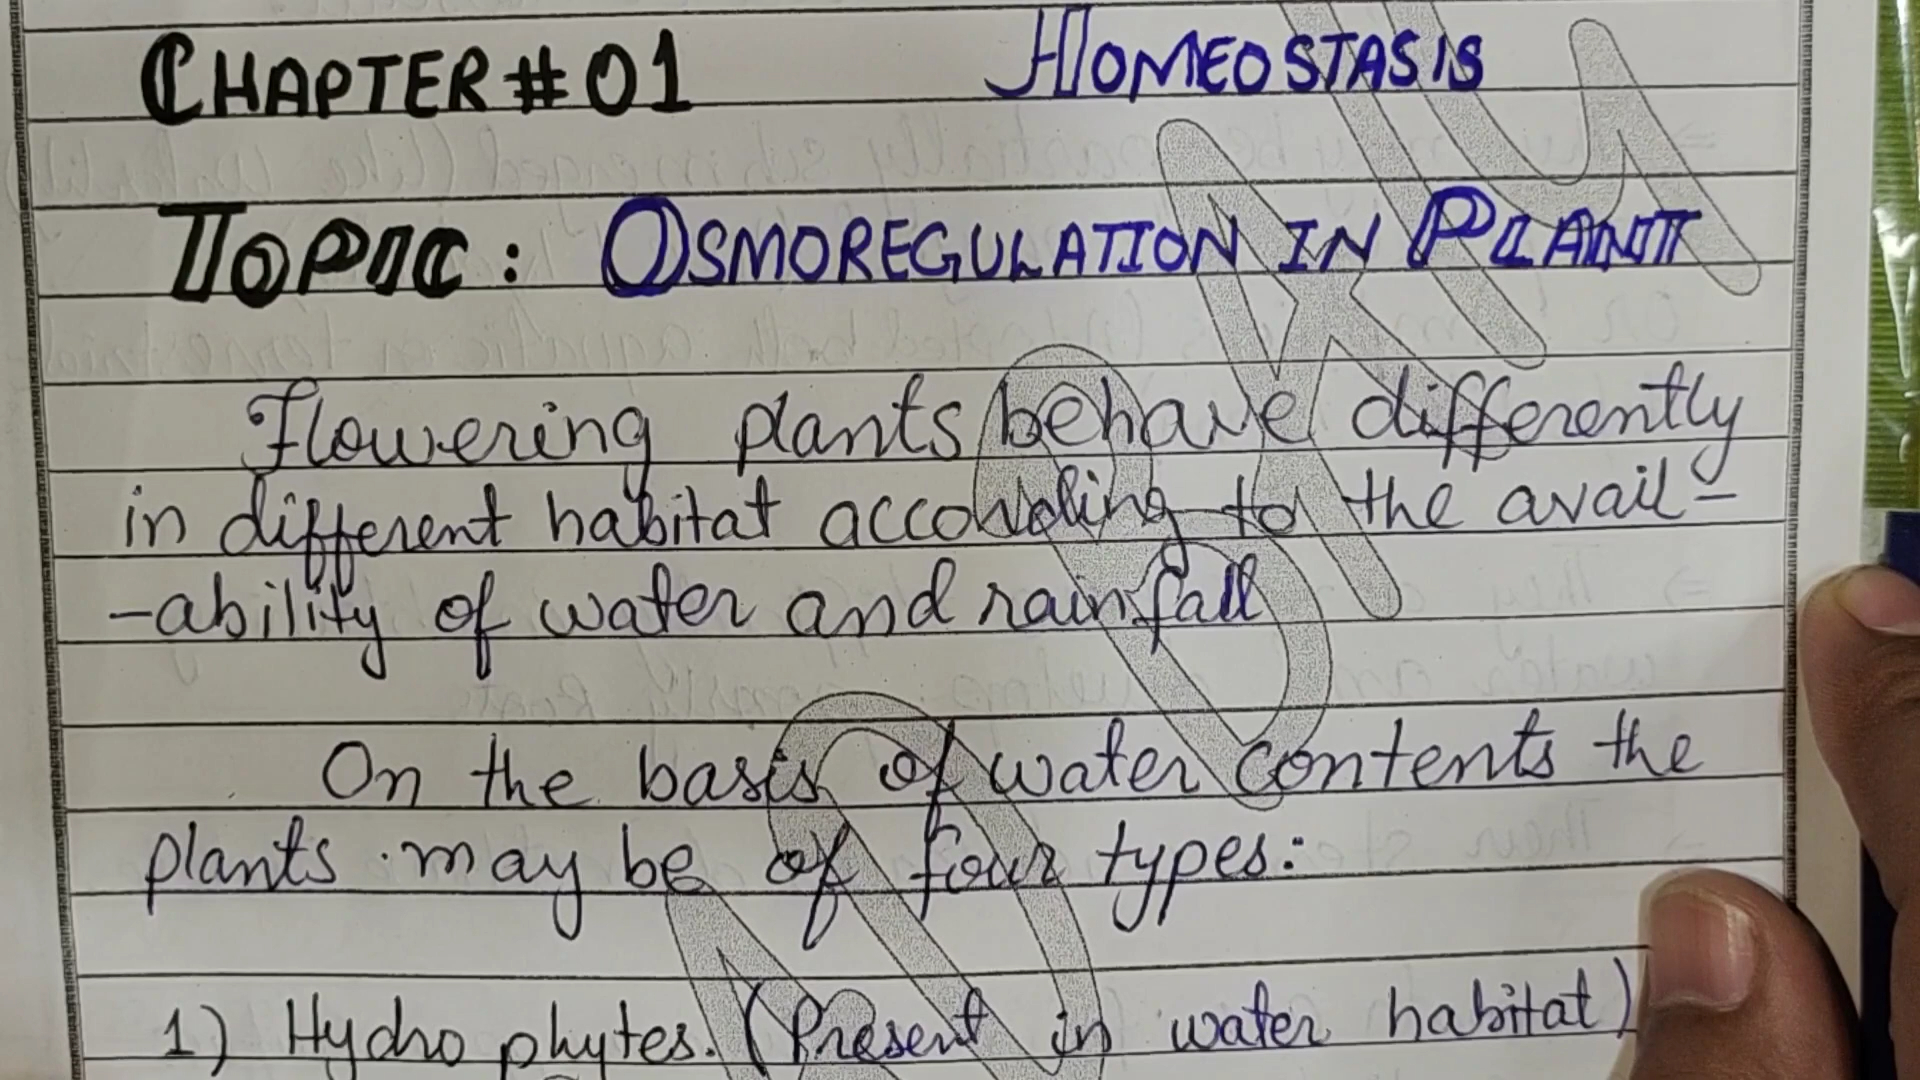 CHAPTER # 01 HOMEOSTASIS
TOPIC: OSMOREGULATION IN PLANT
Flowering plants behave differently
in different habitat according to the avail-
-ability of water and rainfall
On the basis of water contents the
plants may be of four types:
1) Hydro phytes. (Present in water habitat)